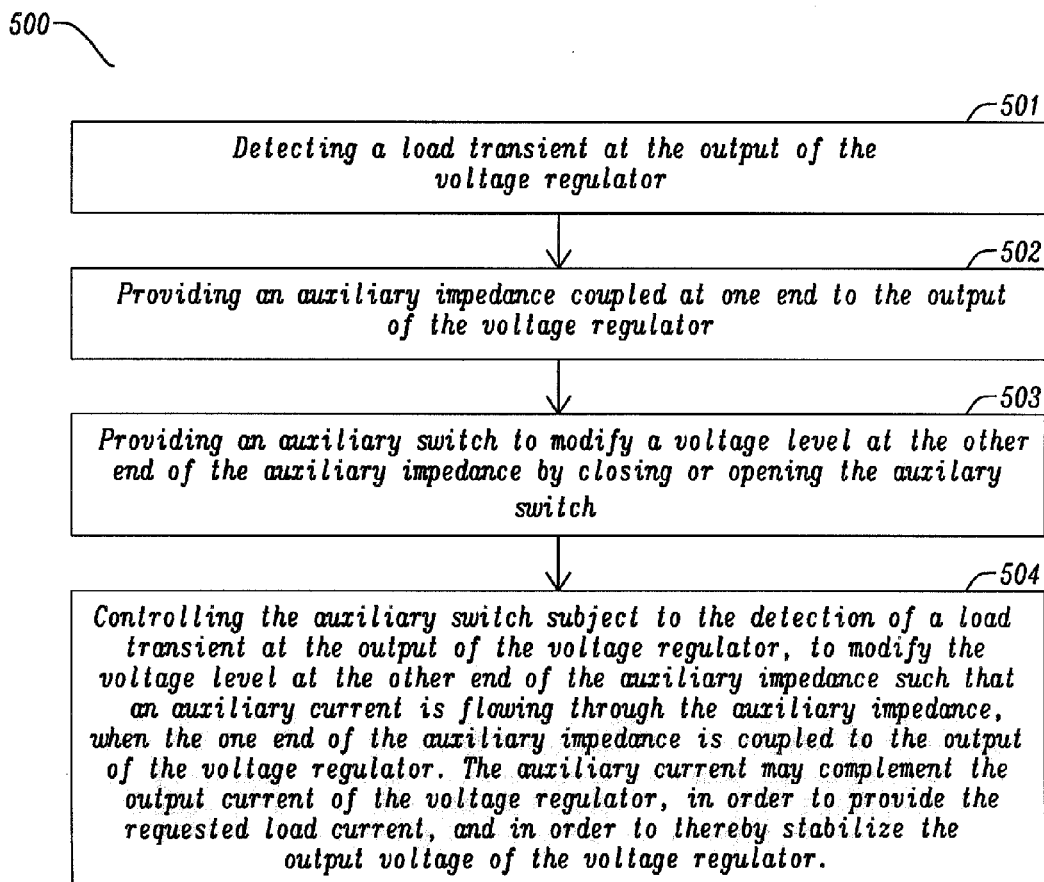 500
501
Detecting a load transient at the output of the
voltage regulator
502
Providing an auxiliary impedance coupled at one end to the output
of the voltage regulator
503
Providing an auxiliary switch to modify a voltage level at the other
end of the auxiliary impedance by closing or opening the auxilary
switch
504
Controlling the auxiliary switch subject to the detection of a load
transient at the output of the voltage regulator, to modify the
voltage level at the other end of the auxiliary impedance such that
an auxiliary current is flowing through the auxiliary impedance,
when the one end of the auxiliary impedance is coupled to the output
of the voltage regulator. The auxiliary current may complement the
output current of the voltage regulator, in order to provide the
requested load current, and in order to thereby stabilize the
output voltage of the voltage regulator.